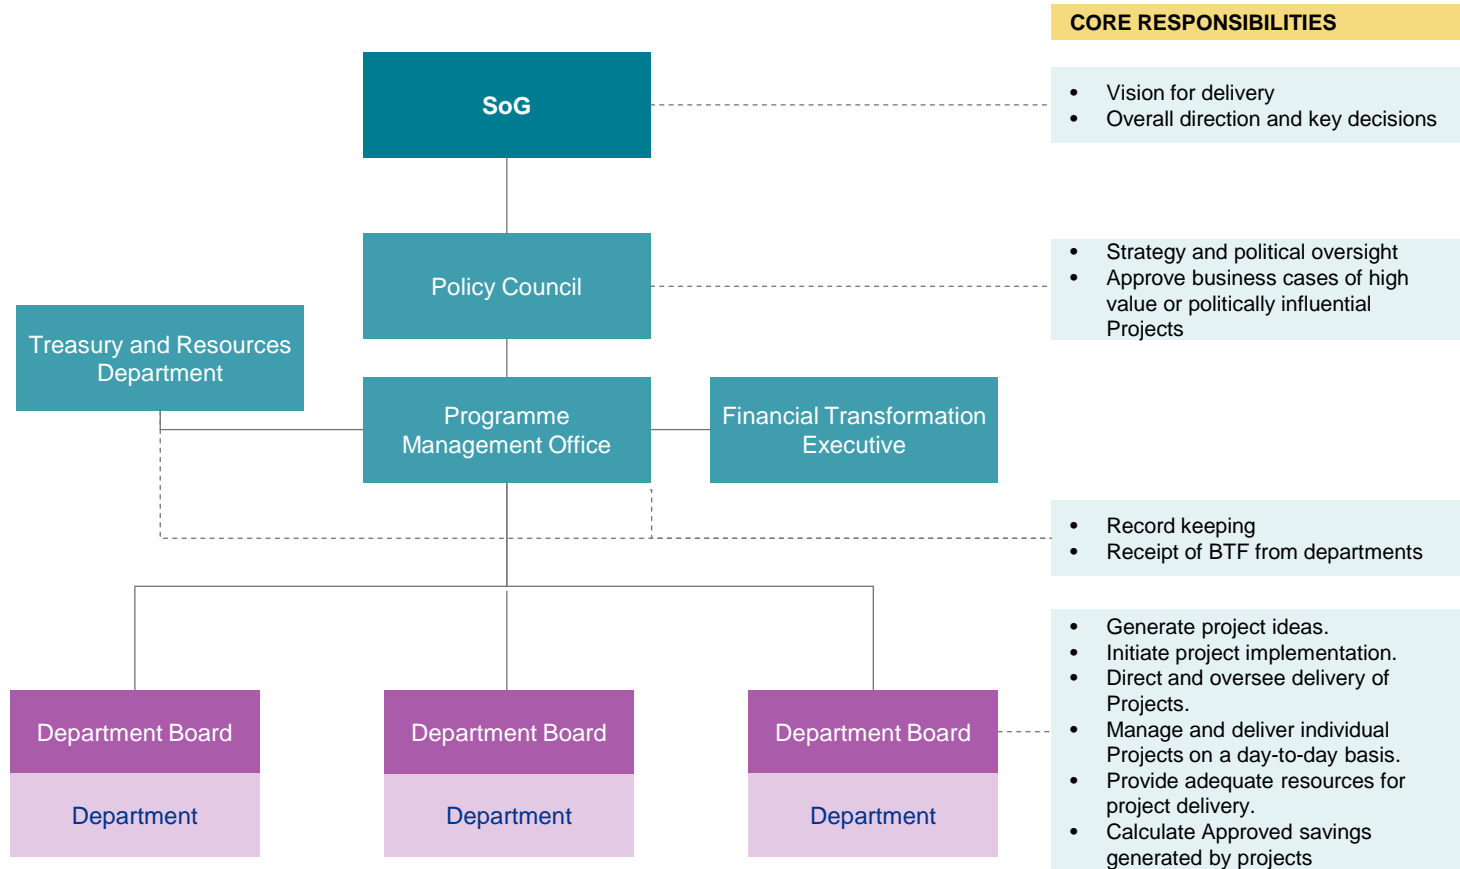 CORE RESPONSIBILITIES
SoG
• Vision for delivery
• Overall direction and key decisions
Policy Council
• Strategy and political oversight
• Approve business cases of high
value or politically influential
Projects
Treasury and Resources
Department
Programme
Management Office
Financial Transformation
Executive
• Record keeping
• Receipt of BTF from departments
• Generate project ideas.
• Initiate project implementation.
• Direct and oversee delivery of
Projects.
• Manage and deliver individual
Projects on a day-to-day basis.
• Provide adequate resources for
project delivery.
• Calculate Approved savings
generated by projects
Department Board
Department
Department Board
Department
Department Board
Department